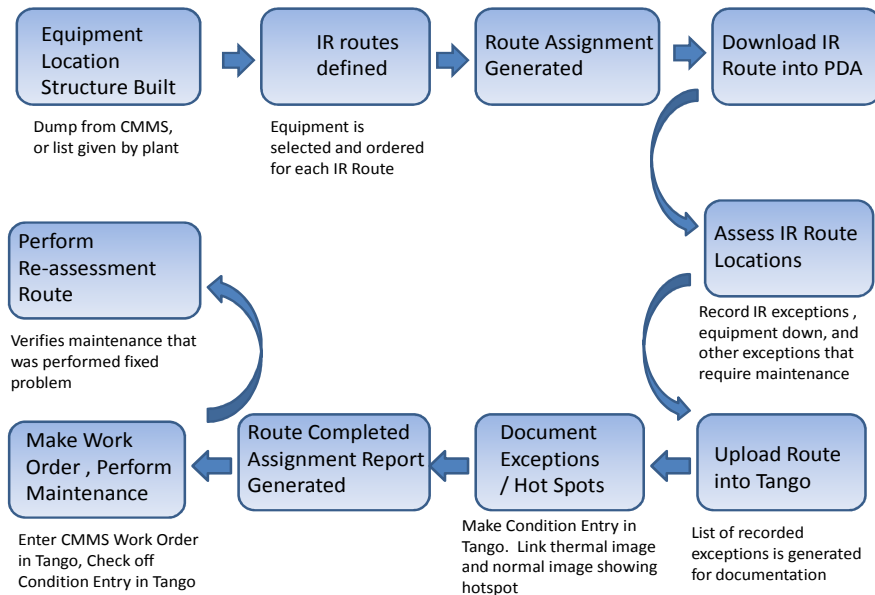 Equipment
Location
Structure Built
IR routes
defined
Route Assignment
Generated
Download IR
Route into PDA
Dump from CMMS,
or list given by plant
Equipment is
selected and ordered
for each IR Route
Assess IR Route
Locations
Record IR exceptions ,
equipment down, and
other exceptions that
require maintenance
Upload Route
into Tango
List of recorded
exceptions is generated
for documentation
Document
Exceptions
/ Hot Spots
Make Condition Entry in
Tango.  Link thermal image
and normal image showing
hotspot
Route Completed
Assignment Report
Generated
Make Work
Order , Perform
Maintenance
Enter CMMS Work Order
in Tango, Check off
Condition Entry in Tango
Perform
Re-assessment
Route
Verifies maintenance that
was performed fixed
problem